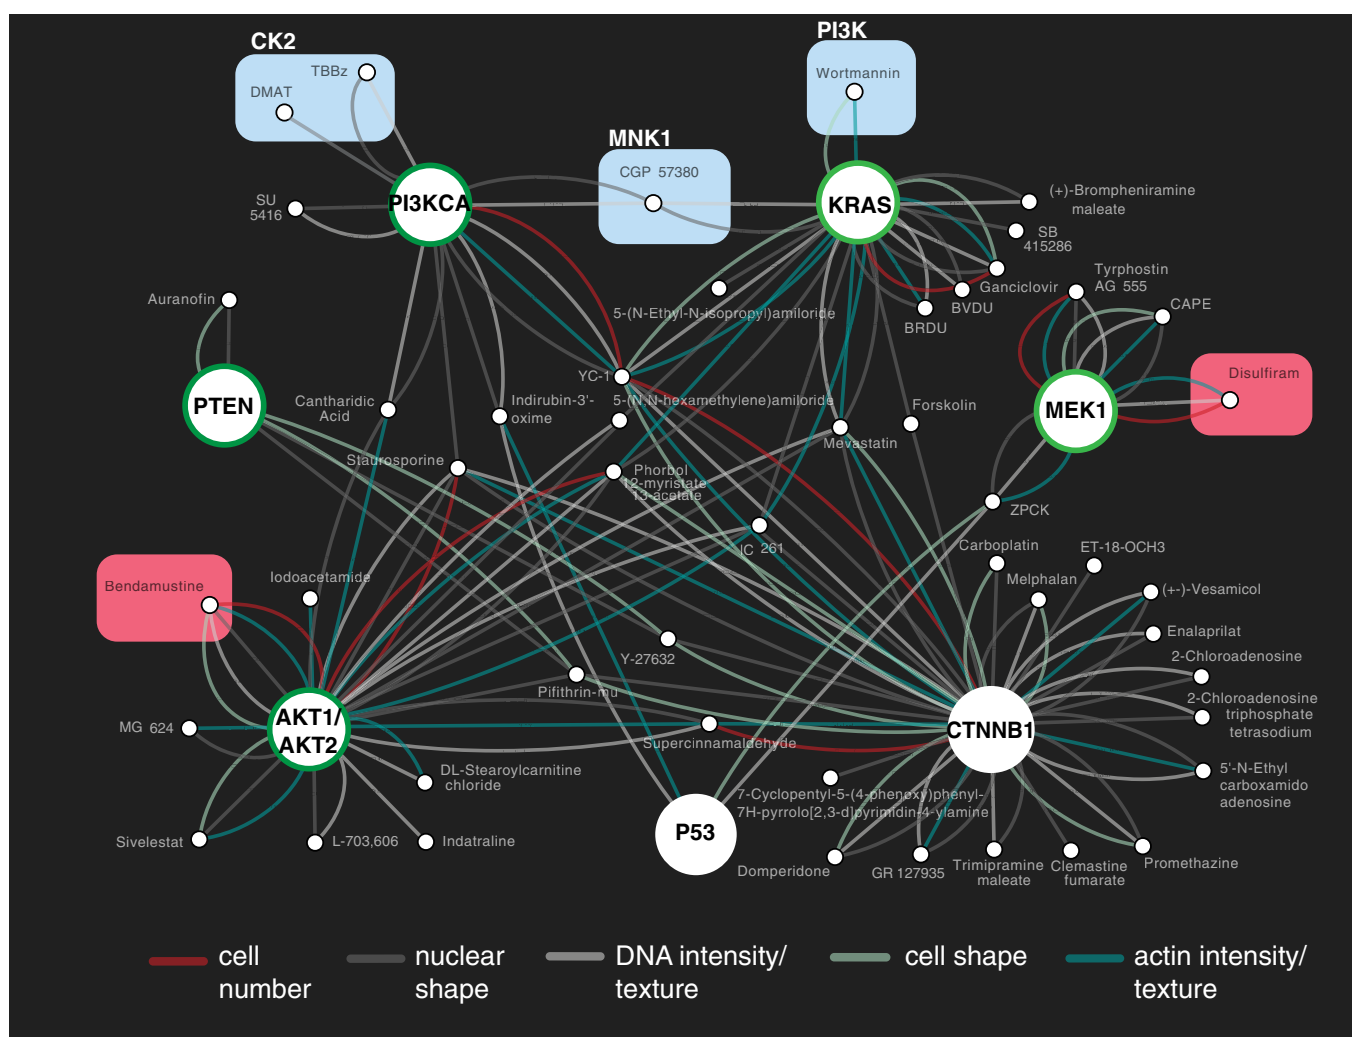 PI3K
CK2
TBBz
DMAT
Wortmannin
MNK1
CGP 57380
PI3KCA
KRAS
SU
5416
(+)-Brompheniramine
maleate
SB
415286
Ganciclovir
BVDU
BRDU
Tyrphostin
AG 555
CAPE
Auranofin
5-(N-Ethyl-N-isopropyl)amiloride
YC-1
Disulfiram
PTEN
Cantharidic
Acid
Indirubin-3'-
oxime
5-(N,N-hexamethylene)amiloride
Forskolin
MEK1
Mevastatin
Staurosporine
Phorbol
12-myristate
13-acetate
ZPCK
IC 261
Carboplatin
ET-18-OCH3
Bendamustine
Iodoacetamide
Melphalan
(+-)-Vesamicol
Enalaprilat
Y-27632
2-Chloroadenosine
Pifithrin-mu
2-Chloroadenosine
triphosphate
tetrasodium
MG 624
AKT1/
AKT2
CTNNB1
Supercinnamaldehyde
DL-Stearoylcarnitine
chloride
5'-N-Ethyl
carboxamido
adenosine
7-Cyclopentyl-5-(4-phenoxy)phenyl-
7H-pyrrolo[2,3-d]pyrimidin-4-ylamine
P53
Sivelestat
L-703,606
Indatraline
Domperidone
GR 127935
Trimipramine
maleate
Clemastine
fumarate
Promethazine
cell
number
nuclear
shape
DNA intensity/
texture
cell shape
actin intensity/
texture